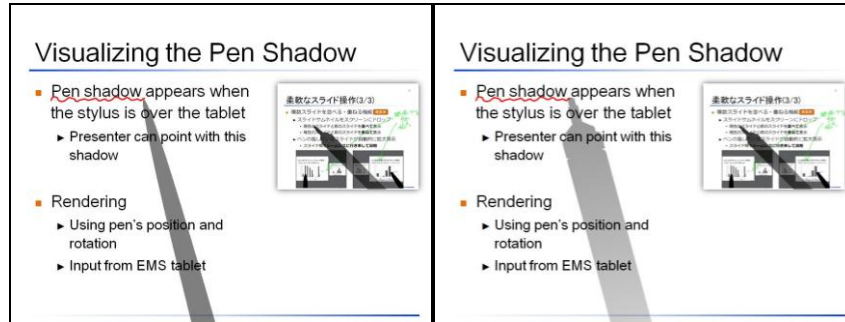 Visualizing the Pen Shadow
Pen shadow appears when
the stylus is over the tablet
► Presenter can point with this
shadow
Rendering
► Using pen's position and
rotation
► Input from EMS tablet
柔軟なスライド操作(3/3)
Visualizing the Pen Shadow
Pen shadow appears when
the stylus is over the tablet
► Presenter can point with this
shadow
Rendering
► Using pen's position and
rotation
► Input from EMS tablet
柔軟なスライド操作(3/3)